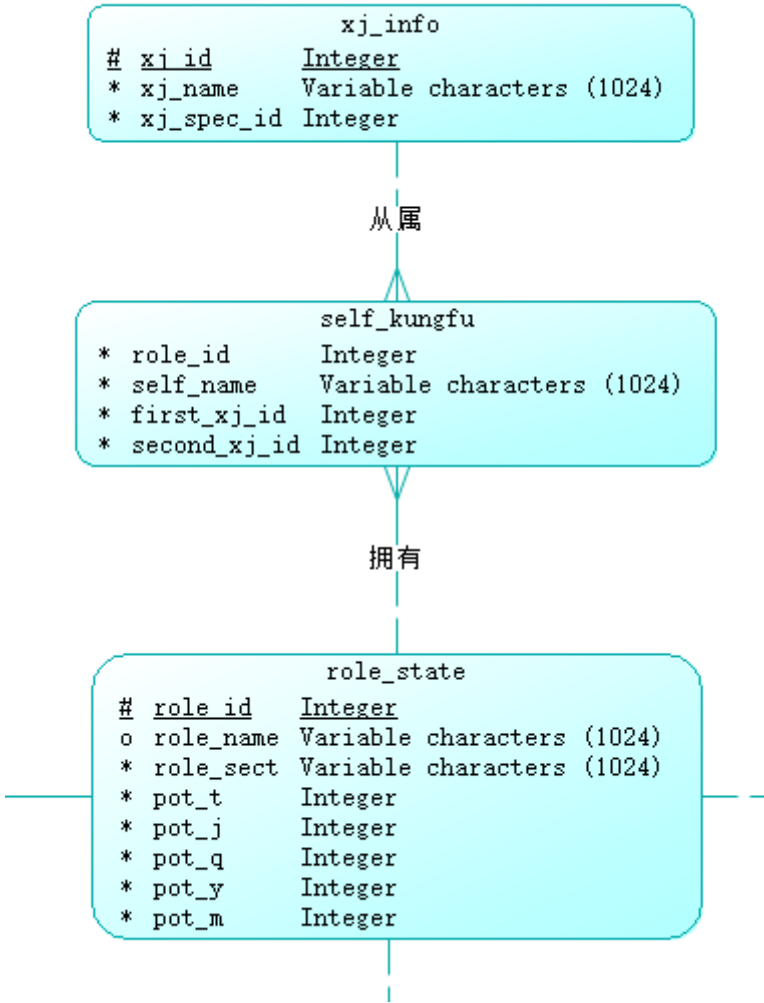 xj_info
# xj_id Integer
* xj_name Variable characters (1024)
* xj_spec_id Integer
从属
self_kungfu
* role_id Integer
* self_name Variable characters (1024)
* first_xj_id Integer
* second_xj_id Integer
拥有
role_state
# role_id Integer
o role_name Variable characters (1024)
* role_sect Variable characters (1024)
* pot_t Integer
* pot_j Integer
* pot_q Integer
* pot_y Integer
* pot_m Integer